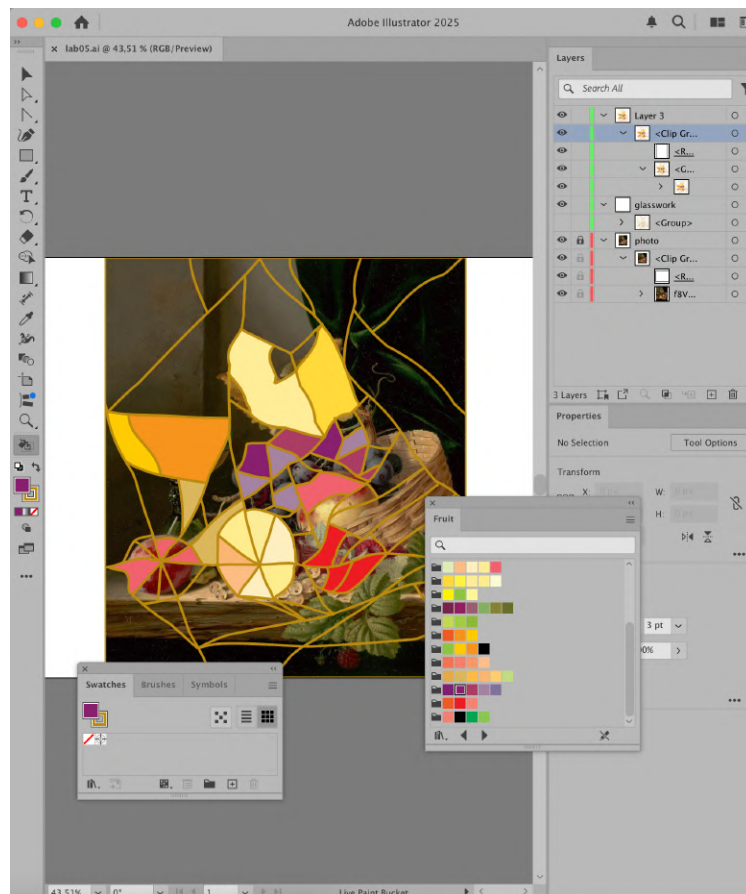 Adobe Illustrator 2025
lab05.ai @ 43,51 % (RGB/Preview)
Layers
Search All
Layer 3
<Clip Gr...
<R...
<G...
glasswork
<Group>
photo
<Clip Gr...
<R...
f8V...
3 Layers
Properties
No Selection
Tool Options
Transform
X:
W:
H:
Fruit
3 pt
Swatches
Brushes
Symbols
43,51%
0°
1
Live Paint Bucket